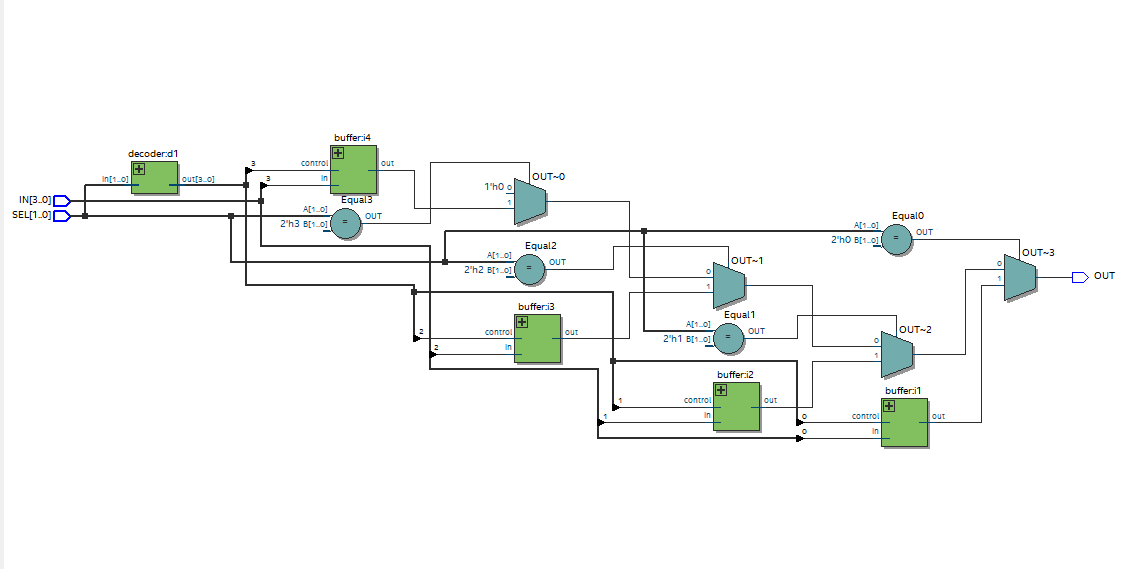 decoder:d1
in[1..0]
out[3..0]
IN[3..0]
SEL[1..0]
buffer:i4
3
control
out
3
in
Equal3
A[1..0]
2'h3 B[1..0]
=
OUT
OUT~0
1'h0 0
1
Equal2
A[1..0]
2'h2 B[1..0]
=
OUT
buffer:i3
2
control
out
2
in
OUT~1
0
1
Equal1
A[1..0]
2'h1 B[1..0]
=
OUT
buffer:i2
1
control
out
1
in
Equal0
A[1..0]
2'h0 B[1..0]
=
OUT
OUT~2
0
1
buffer:i1
0
control
out
0
in
OUT~3
0
1
OUT